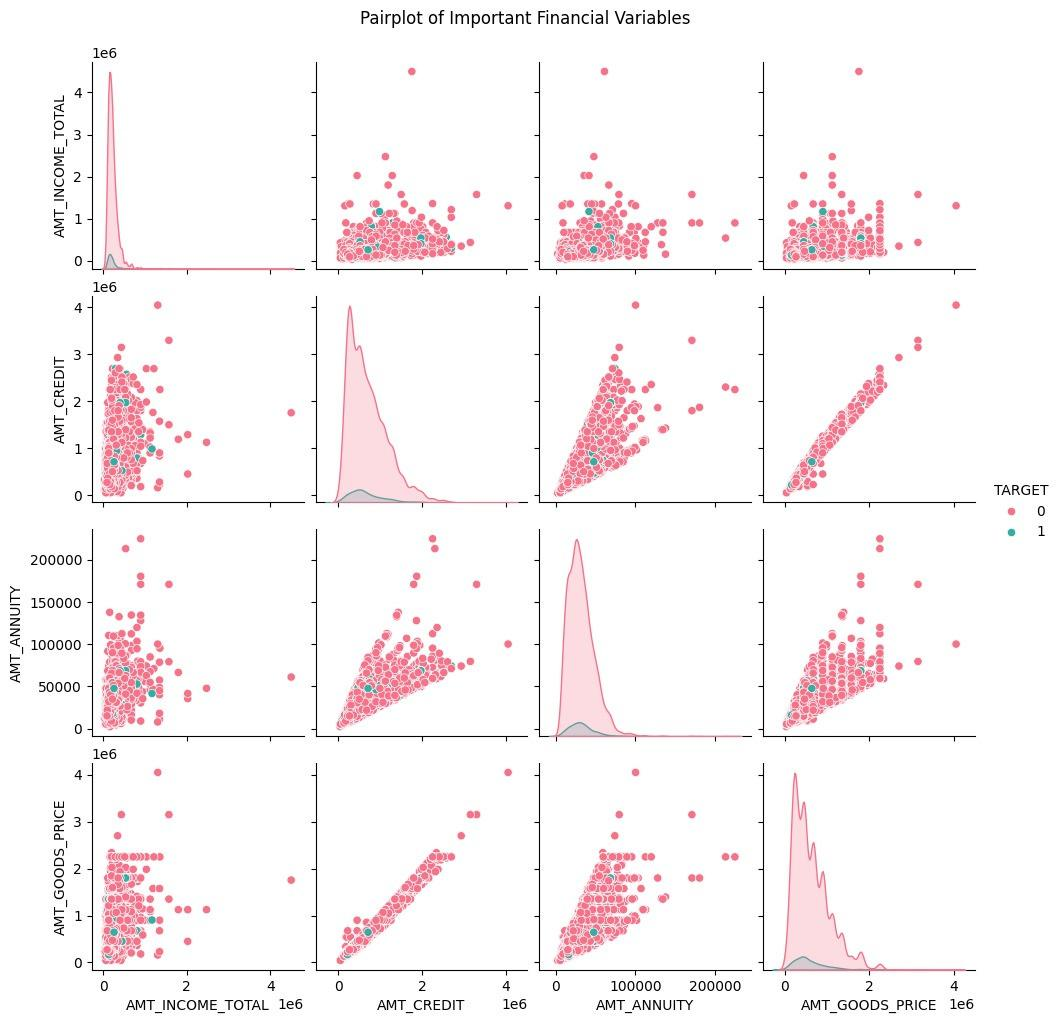 Pairplot of Important Financial Variables
1e6
AMT_INCOME_TOTAL
4
3
2
1
0
1e6
AMT_CREDIT
4
3
2
1
0
TARGET
0
1
AMT_ANNUITY
200000
150000
100000
50000
0
1e6
AMT_GOODS_PRICE
4
3
2
1
0
0 2 4 0 2 4 0 100000 200000 0 2 4
AMT_INCOME_TOTAL 1e6 AMT_CREDIT 1e6 AMT_ANNUITY AMT_GOODS_PRICE 1e6